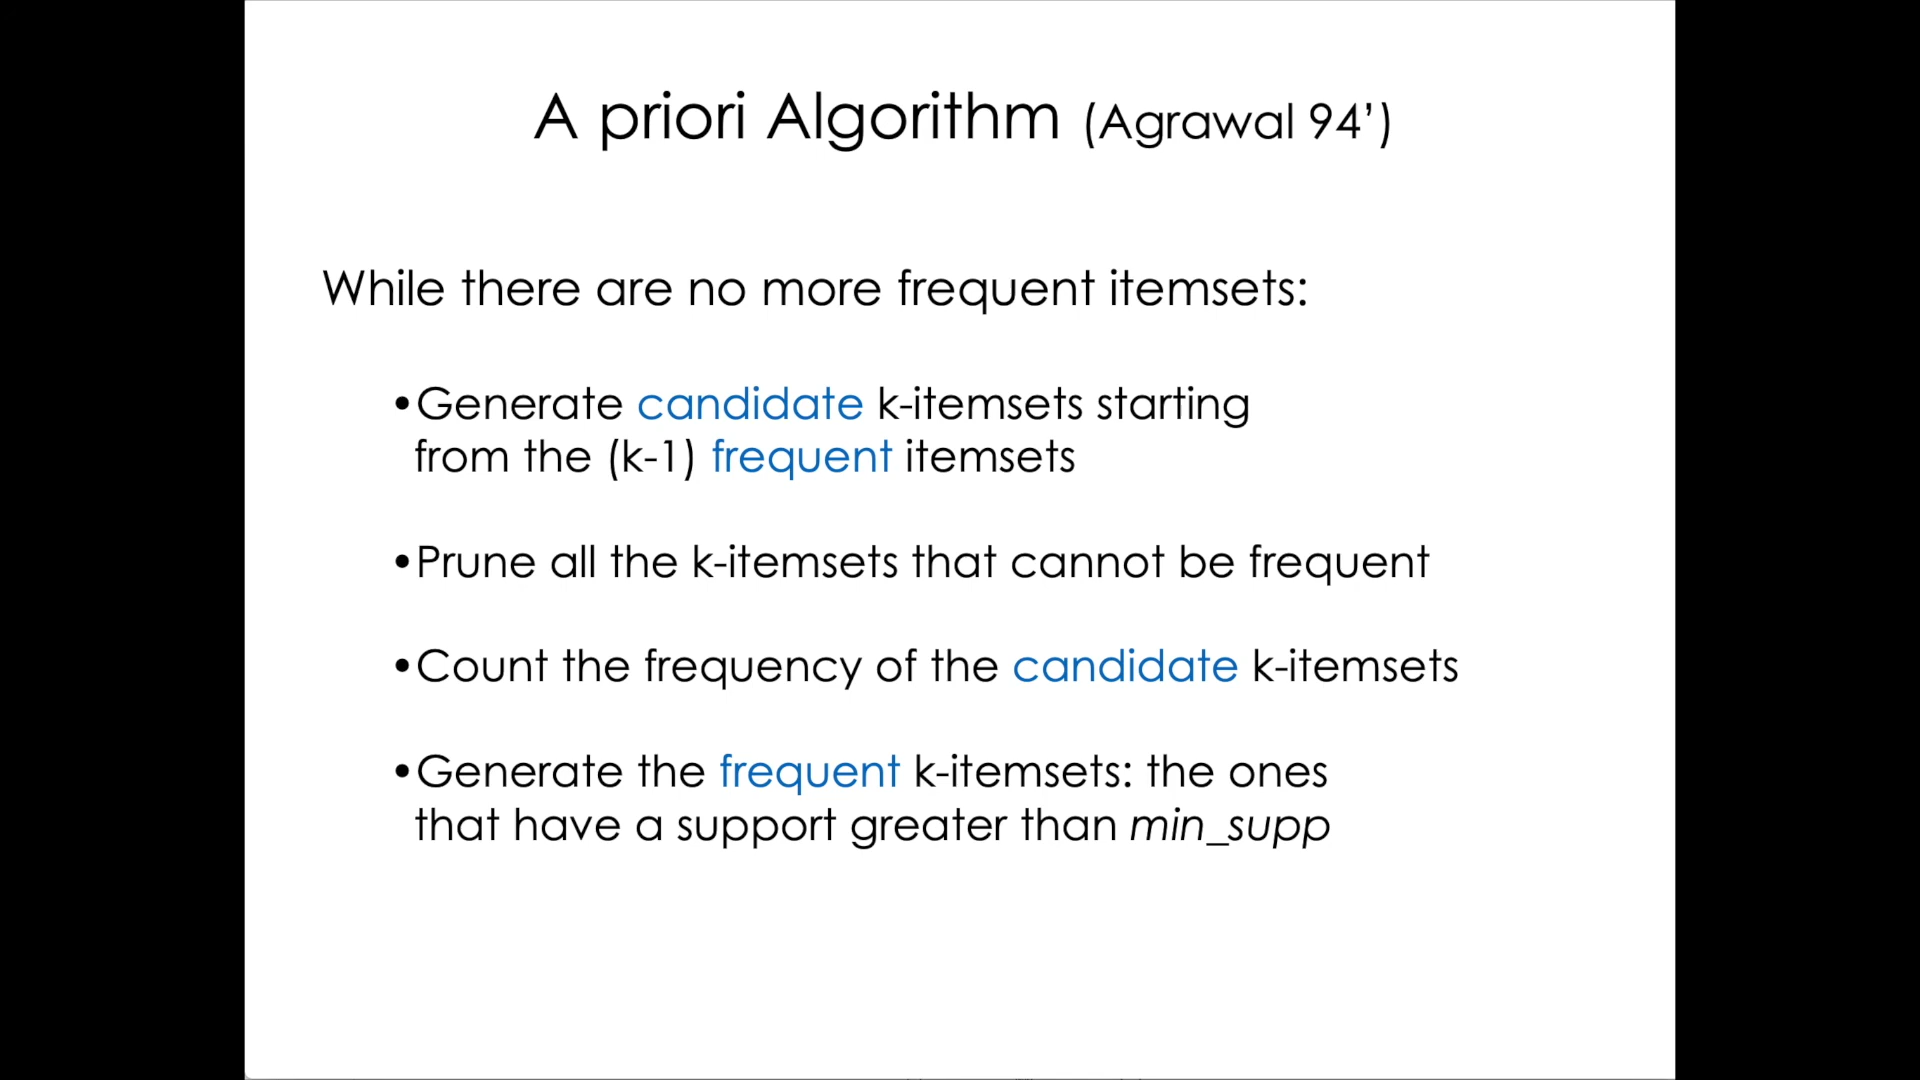 A priori Algorithm (Agrawal 94’)
While there are no more frequent itemsets:
•Generate candidate k-itemsets starting
from the (k-1) frequent itemsets
•Prune all the k-itemsets that cannot be frequent
•Count the frequency of the candidate k-itemsets
•Generate the frequent k-itemsets: the ones
that have a support greater than min_supp